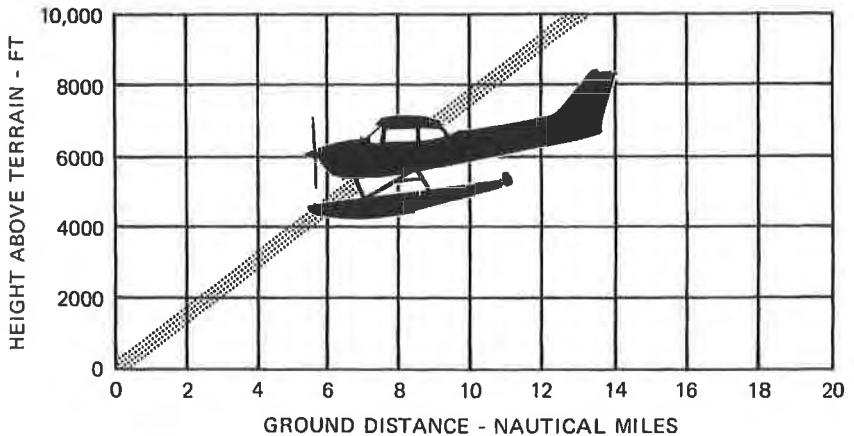 10,000
8000
6000
4000
2000
0
HEIGHT ABOVE TERRAIN - FT
0 2 4 6 8 10 12 14 16 18 20
GROUND DISTANCE - NAUTICAL MILES